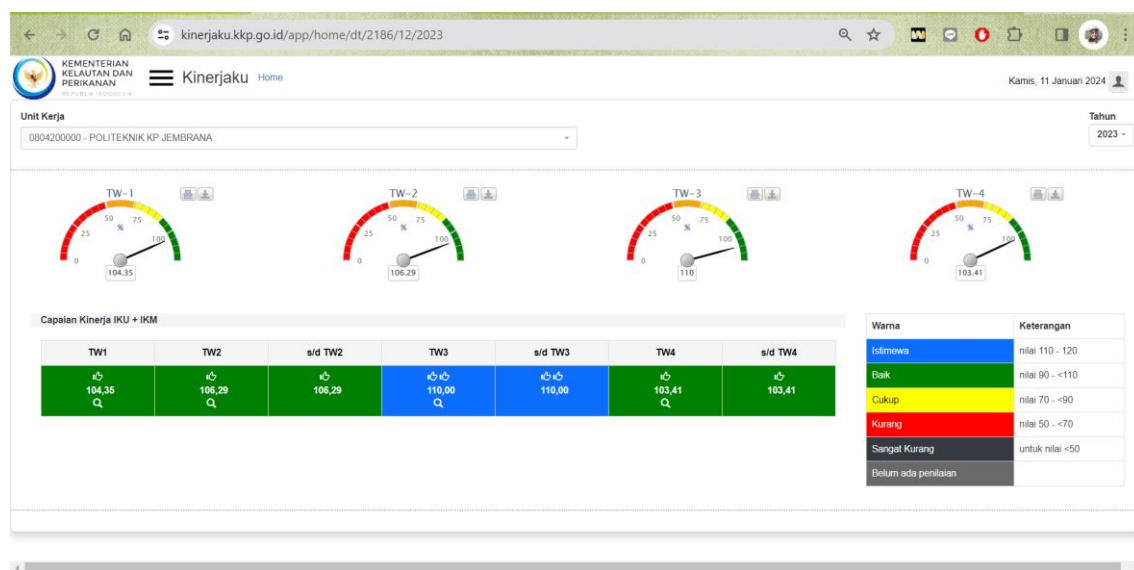 kinerjaku.kkp.go.id/app/home/dt/2186/12/2023
KEMENTERIAN
KELAUTAN DAN
PERIKANAN
REPUBLIK INDONESIA
Kinerjaku Home
Kamis, 11 Januari 2024
Unit Kerja
Tahun
0804200000 - POLITEKNIK KP JEMBRANA
2023
TW-1
0 25 50 75 100
%
104.35
TW-2
0 25 50 75 100
%
106.29
TW-3
0 25 50 75 100
%
110
TW-4
0 25 50 75 100
%
103.41
Capaian Kinerja IKU + IKM
TW1 TW2 s/d TW2 TW3 s/d TW3 TW4 s/d TW4
104,35 106,29 106,29 110,00 110,00 103,41 103,41
Warna Keterangan
Istimewa nilai 110 - 120
Baik nilai 90 - <110
Cukup nilai 70 - <90
Kurang nilai 50 - <70
Sangat Kurang untuk nilai <50
Belum ada penilaian